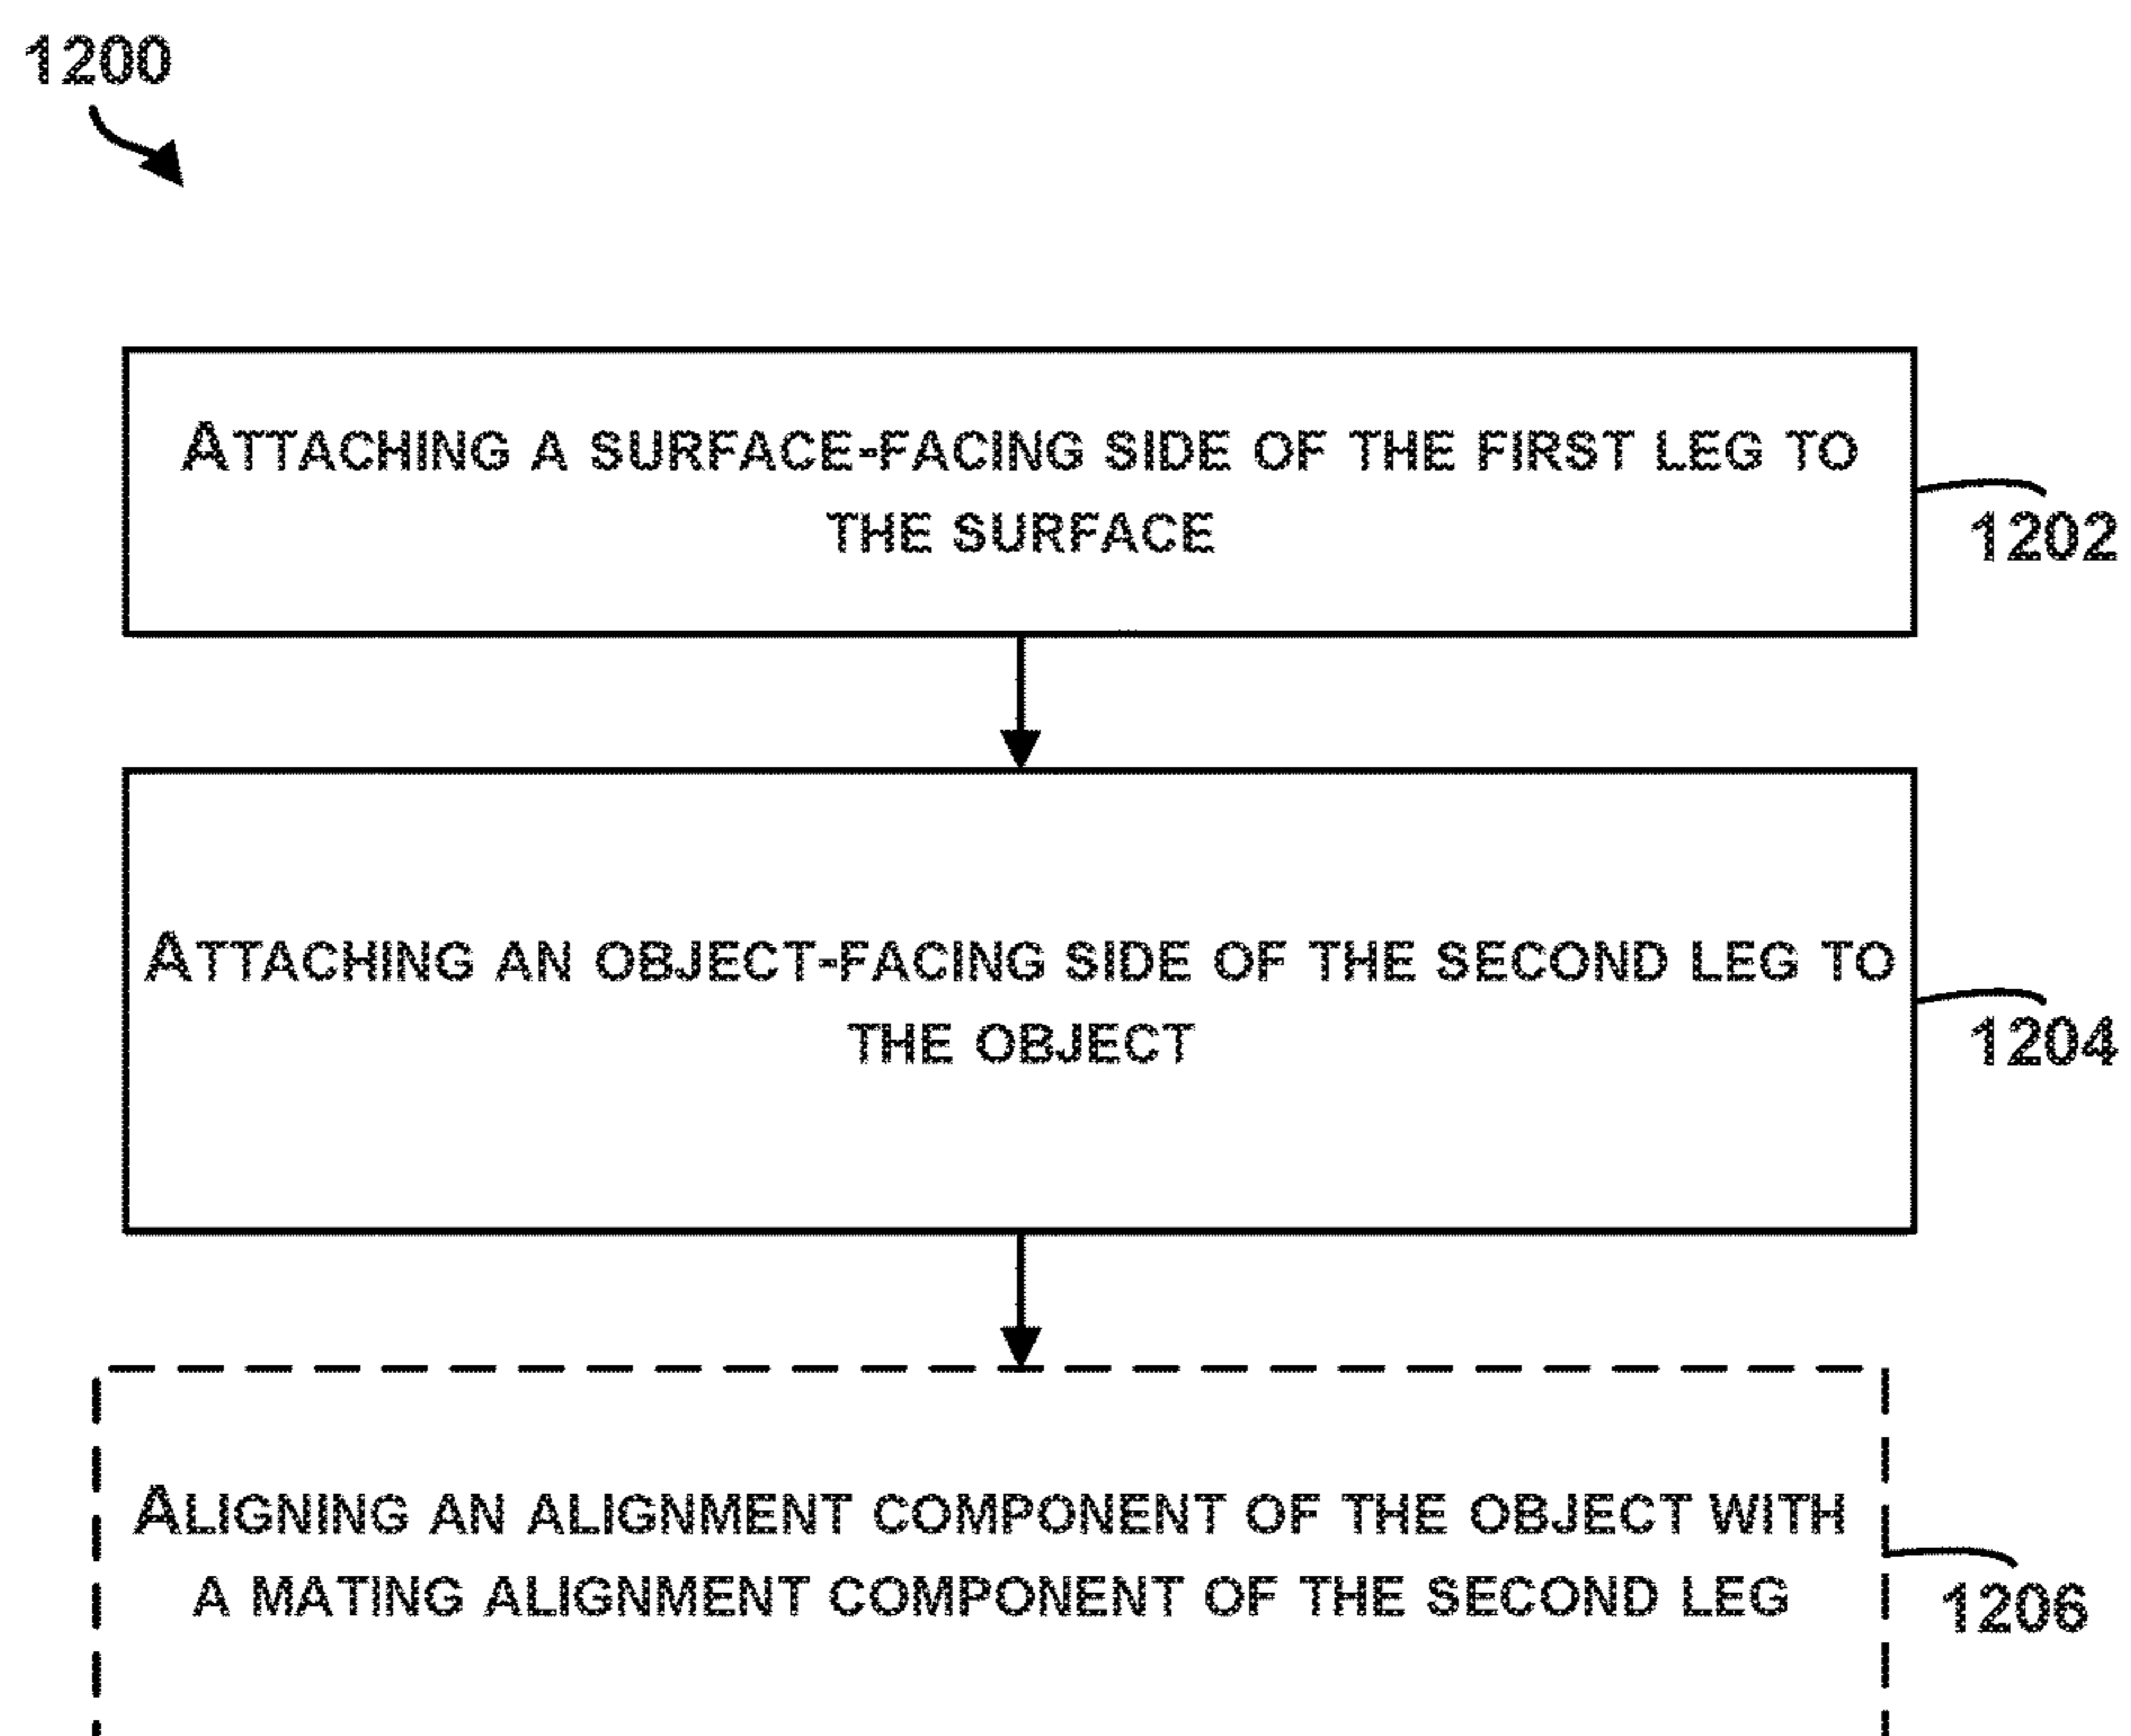 1200
ATTACHING A SURFACE-FACING SIDE OF THE FIRST LEG TO
THE SURFACE
1202
ATTACHING AN OBJECT-FACING SIDE OF THE SECOND LEG TO
THE OBJECT
1204
ALIGNING AN ALIGNMENT COMPONENT OF THE OBJECT WITH
A MATING ALIGNMENT COMPONENT OF THE SECOND LEG
1206